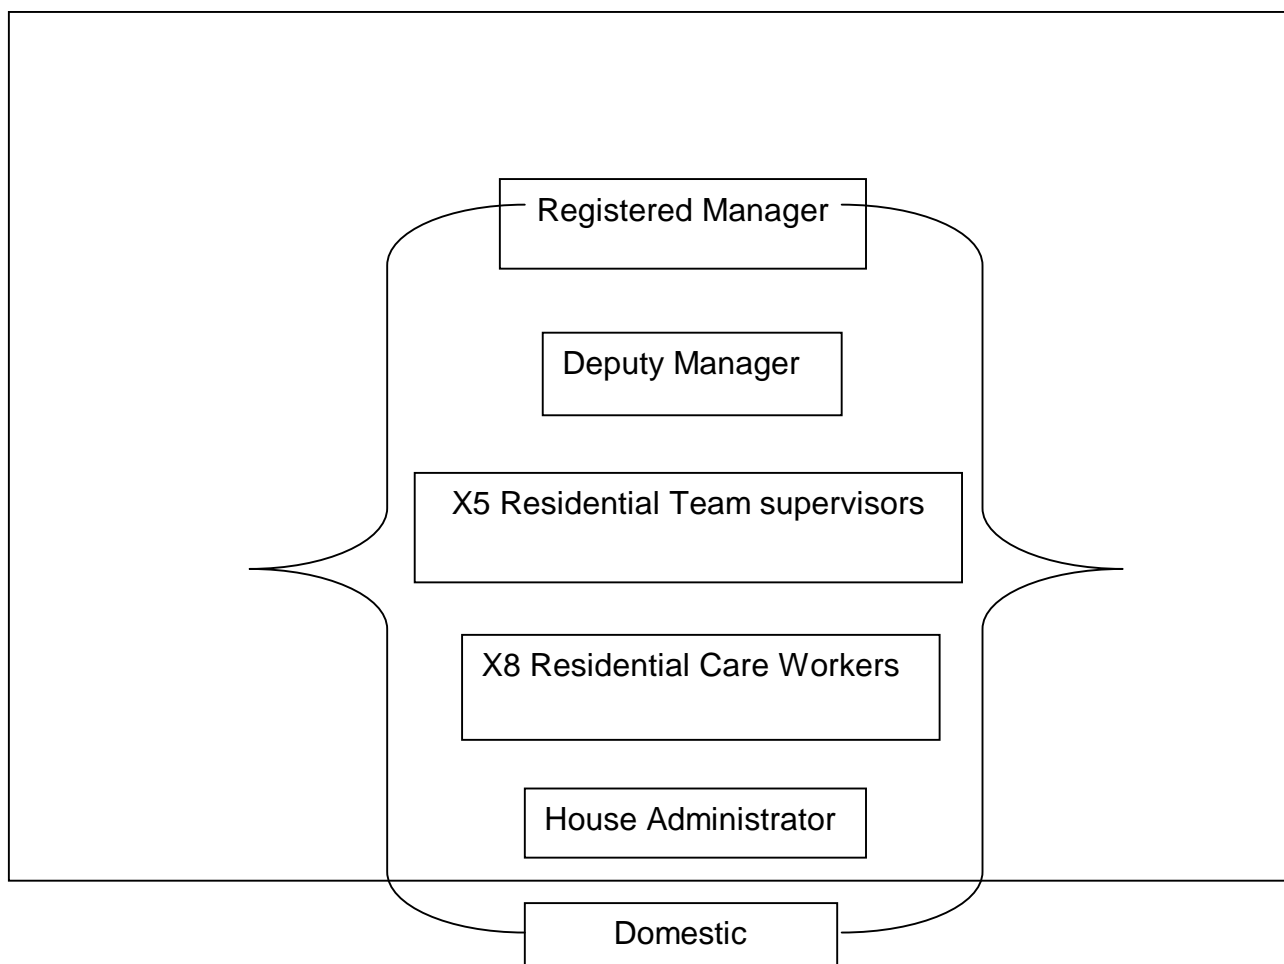 Registered Manager
Deputy Manager
X5 Residential Team supervisors
X8 Residential Care Workers
House Administrator
Domestic